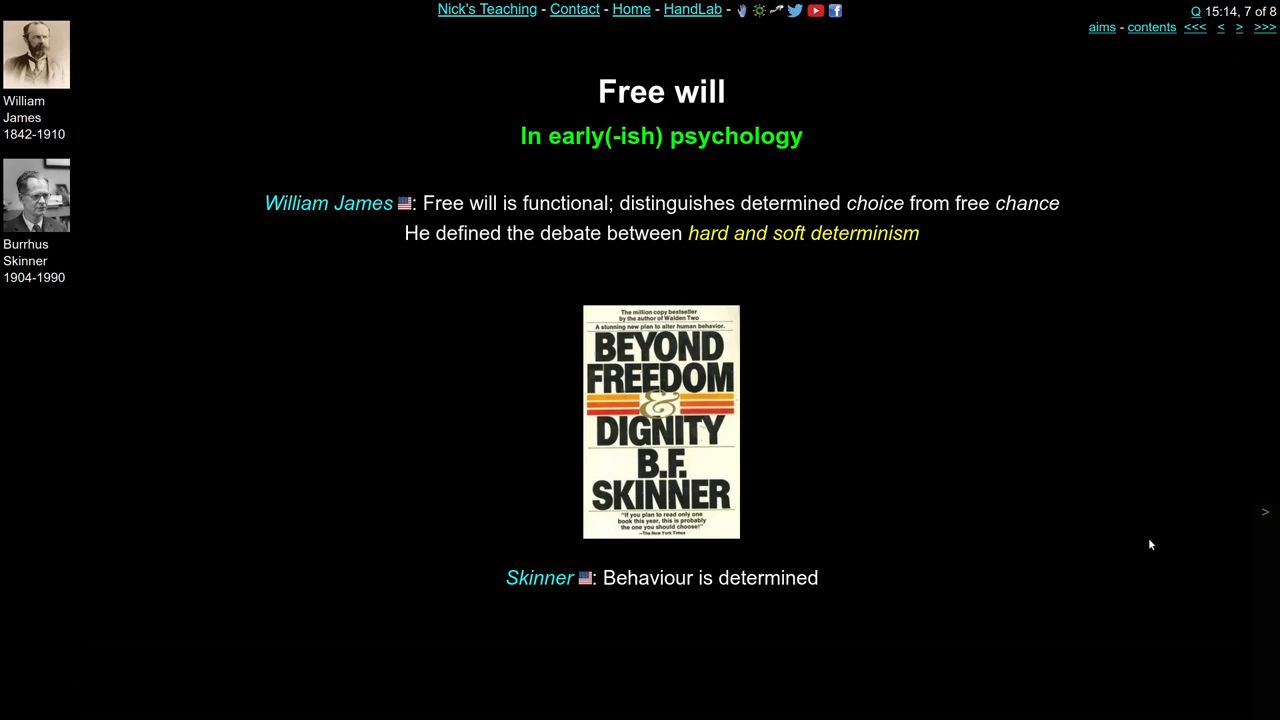 Nick's Teaching - Contact - Home - HandLab -
Q 15:14, 7 of 8
aims - contents <<< < > >>>
William
James
1842-1910
Burrhus
Skinner
1904-1990
Free will
In early(-ish) psychology
William James : Free will is functional; distinguishes determined choice from free chance
He defined the debate between hard and soft determinism
The million copy bestseller
by the author of Walden Two
A stunning new plan to alter human behavior.
BEYOND
FREEDOM
&
DIGNITY
B.F.
SKINNER
"If you plan to read only one
book this year, this is probably
the one you should choose!"
—The New York Times
Skinner : Behaviour is determined
>